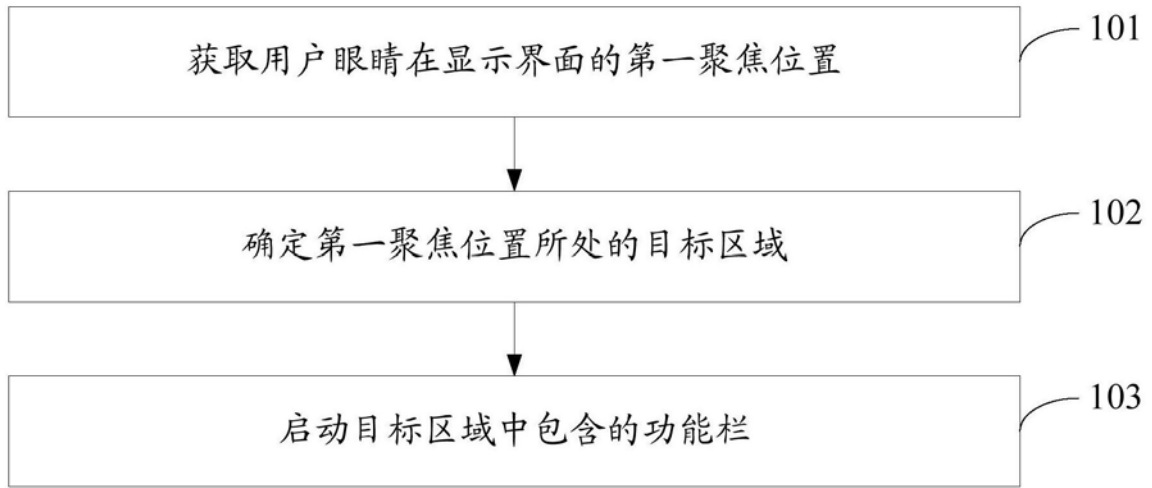 获取用户眼睛在显示界面的第一聚焦位置
101
确定第一聚焦位置所处的目标区域
102
启动目标区域中包含的功能栏
103